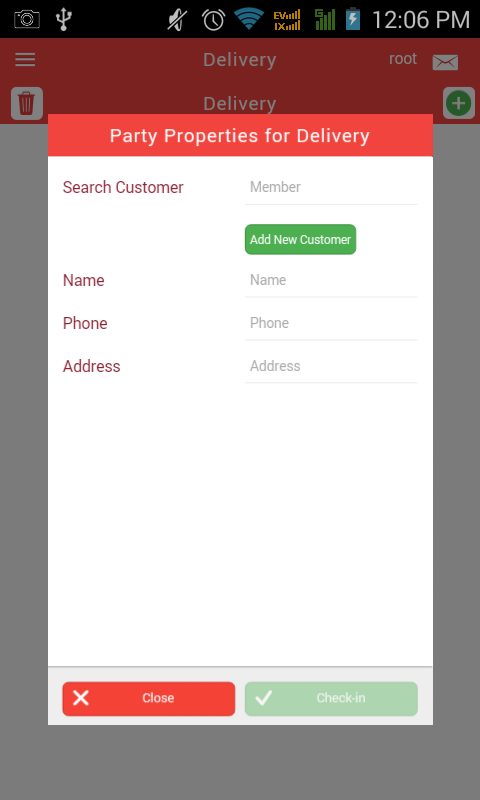 EV 12:06 PM
1X G
Delivery root
Delivery
Party Properties for Delivery
Search Customer Member
Add New Customer
Name Name
Phone Phone
Address Address
Close Check-in